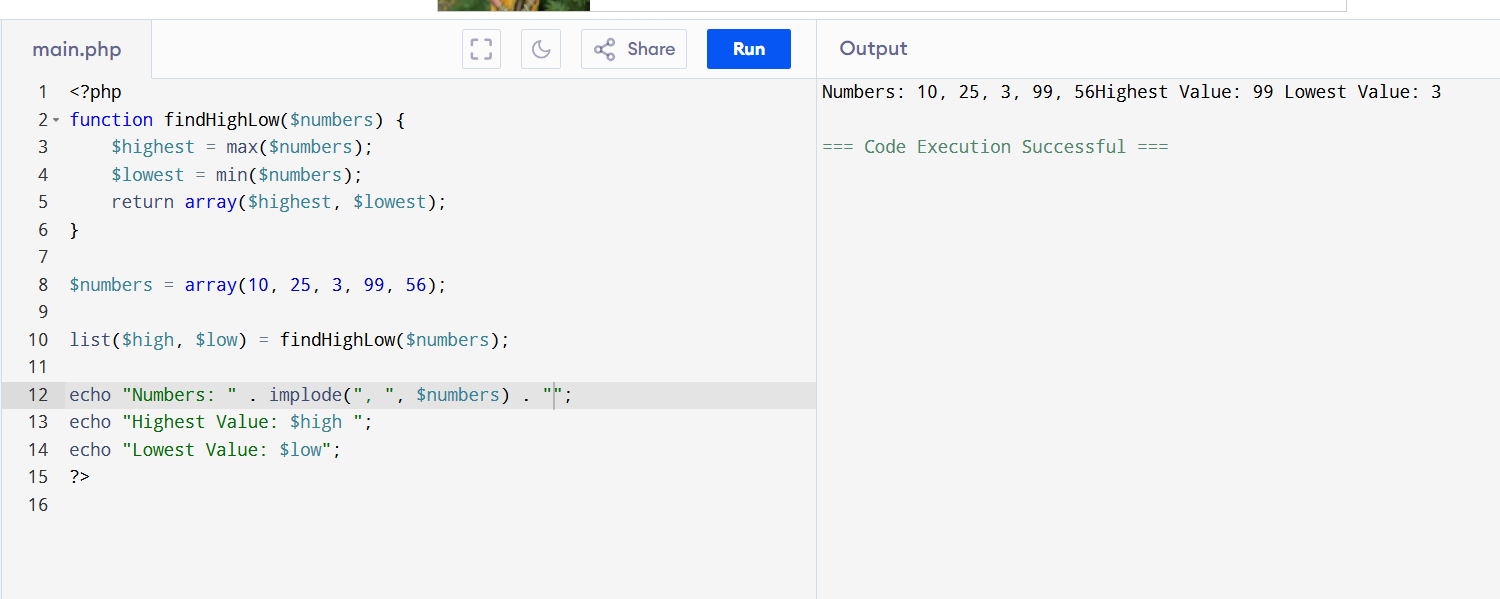 main.php
Share
Run
Output
1 <?php
2 function findHighLow($numbers) {
3 $highest = max($numbers);
4 $lowest = min($numbers);
5 return array($highest, $lowest);
6 }
7
8 $numbers = array(10, 25, 3, 99, 56);
9
10 list($high, $low) = findHighLow($numbers);
11
12 echo "Numbers: " . implode(", ", $numbers) . "";
13 echo "Highest Value: $high ";
14 echo "Lowest Value: $low";
15 ?>
16
Numbers: 10, 25, 3, 99, 56Highest Value: 99 Lowest Value: 3
=== Code Execution Successful ===